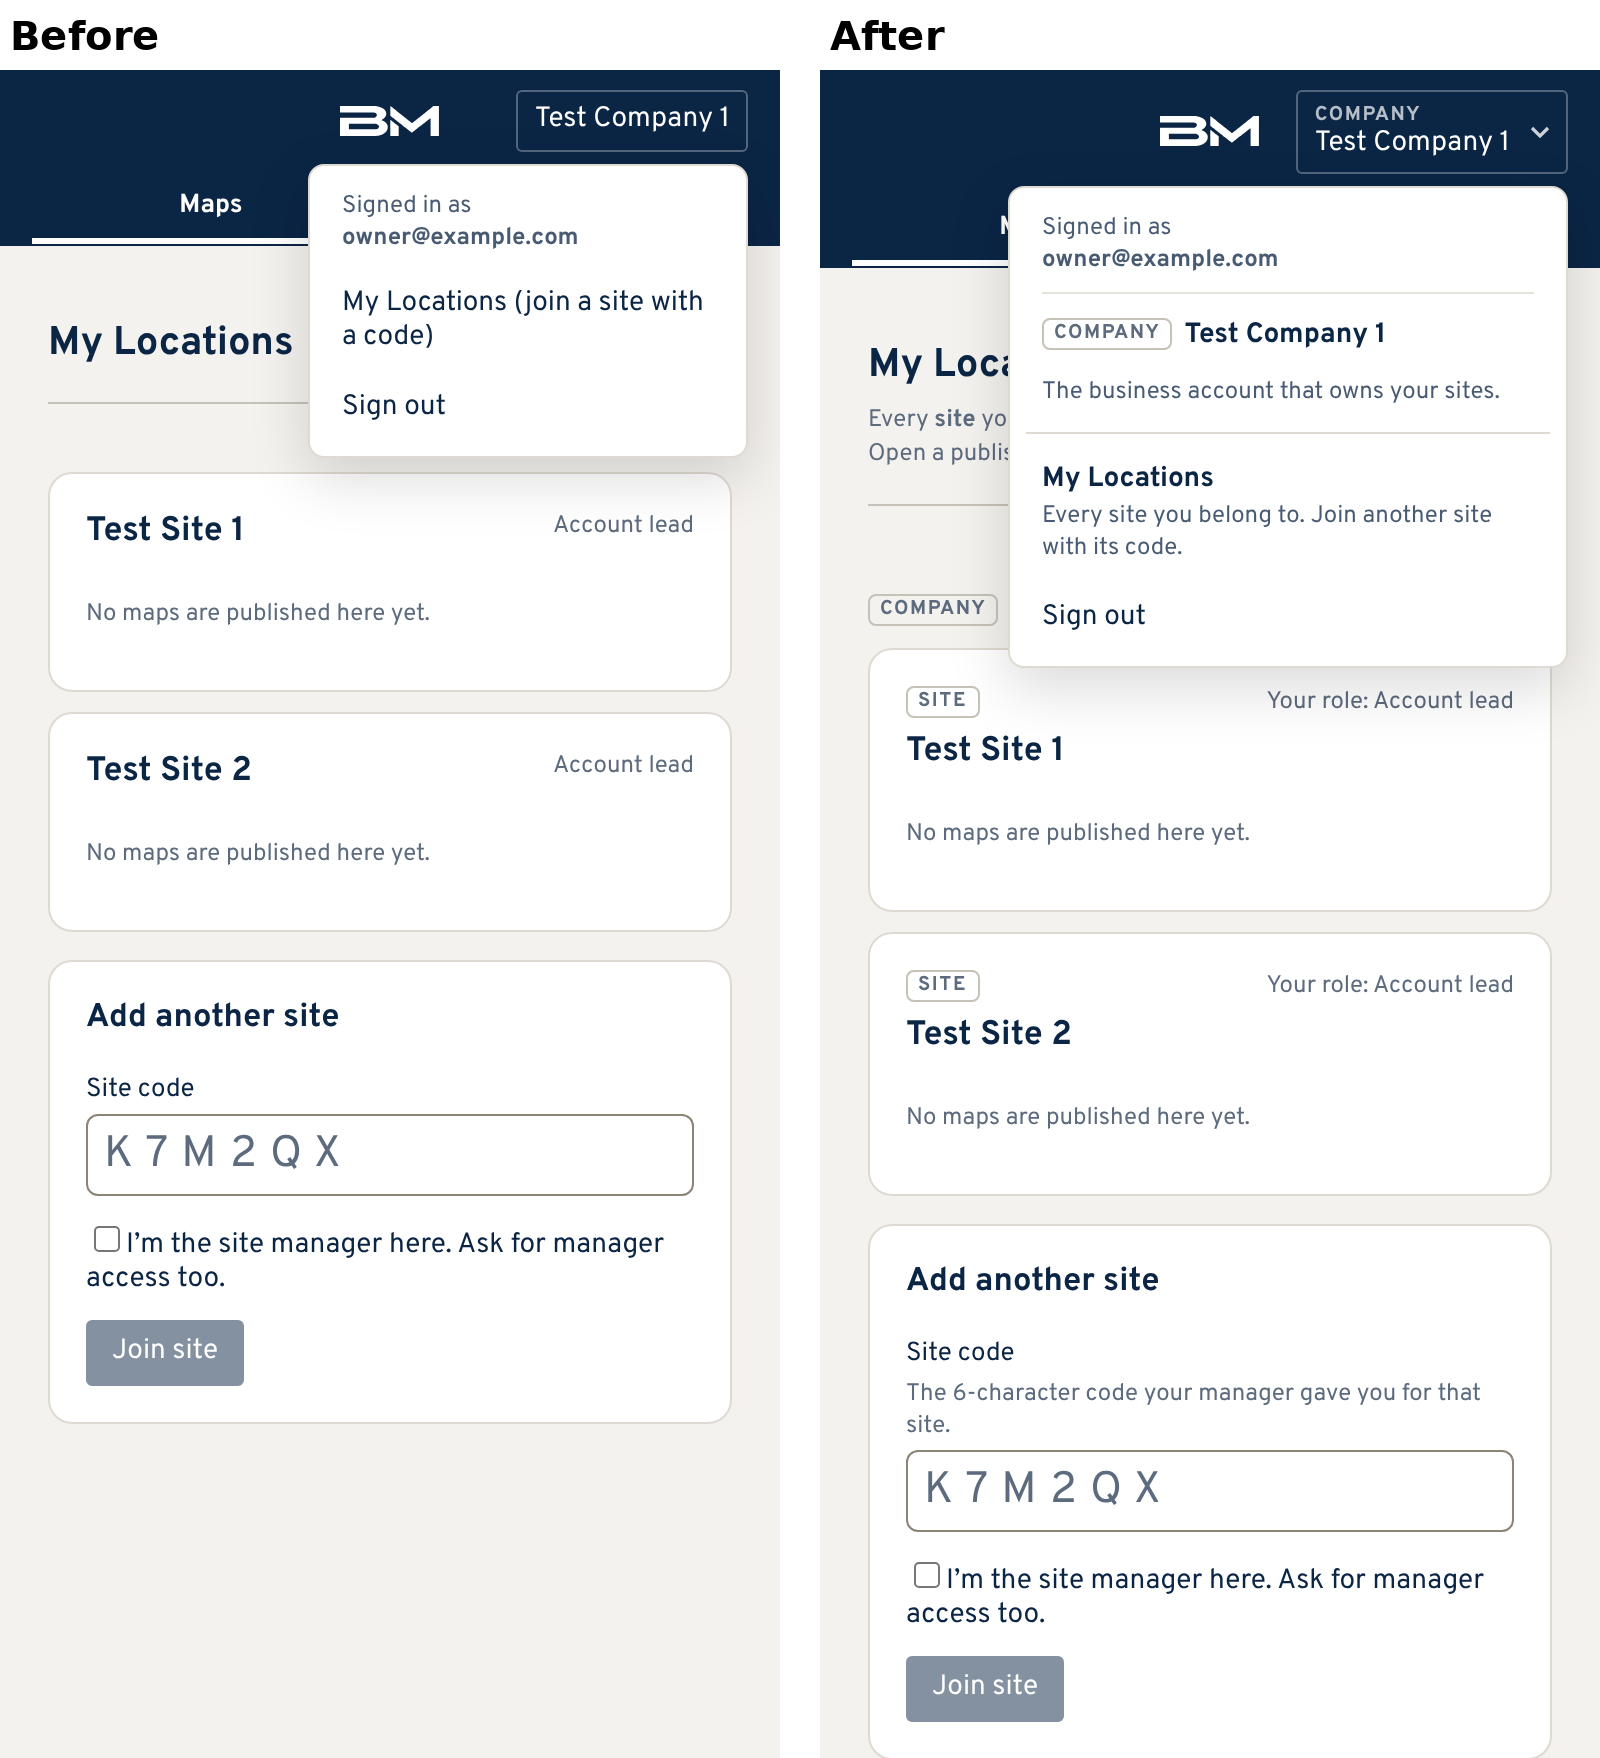 Before
BM
Test Company 1
Maps
Signed in as
owner@example.com
My Locations (join a site with
a code)
Sign out
My Locations
Test Site 1
Account lead
No maps are published here yet.
Test Site 2
Account lead
No maps are published here yet.
Add another site
Site code
K7M2QX
I’m the site manager here. Ask for manager
access too.
Join site
After
BM
COMPANY
Test Company 1
Signed in as
owner@example.com
COMPANY Test Company 1
The business account that owns your sites.
My Locations
Every site you belong to. Join another site
with its code.
Sign out
My Loca
Every site yo
Open a publis
COMPANY
SITE
Your role: Account lead
Test Site 1
No maps are published here yet.
SITE
Your role: Account lead
Test Site 2
No maps are published here yet.
Add another site
Site code
The 6-character code your manager gave you for that
site.
K7M2QX
I’m the site manager here. Ask for manager
access too.
Join site